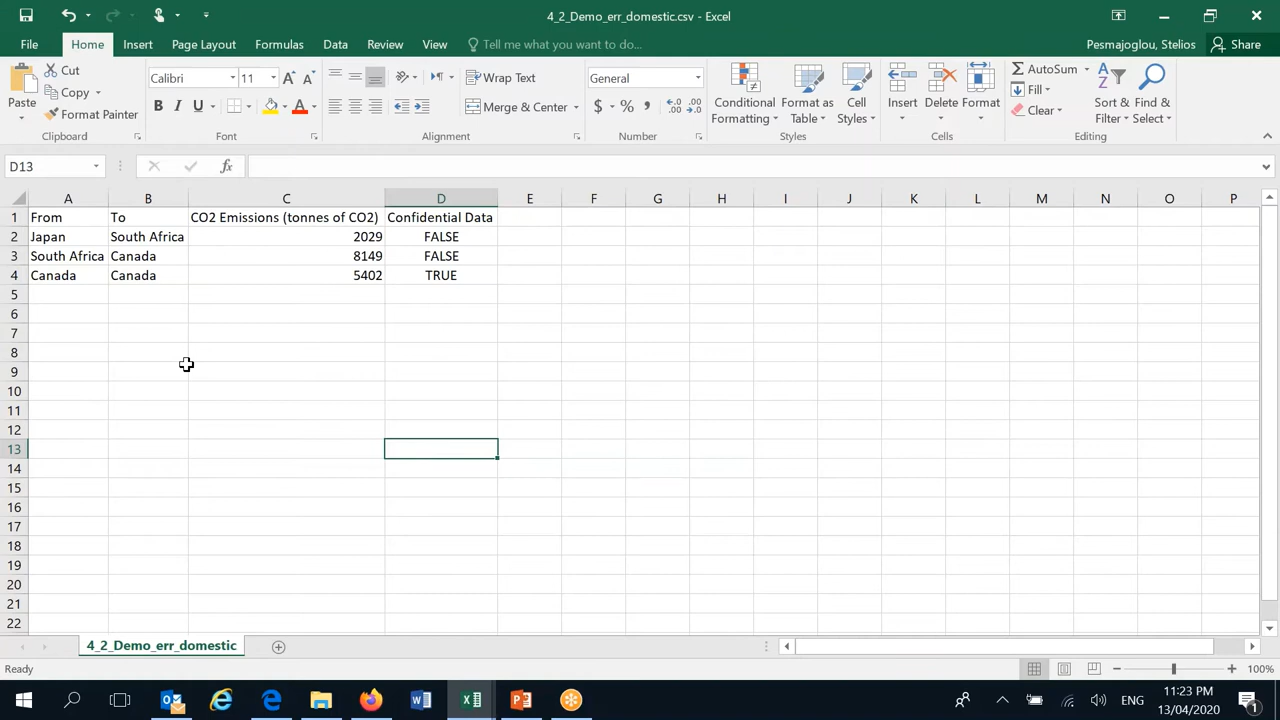 4_2_Demo_err_domestic.csv - Excel
File Home Insert Page Layout Formulas Data Review View Tell me what you want to do... Pesmajoglou, Stelios Share
Paste Cut Copy Format Painter Clipboard
Calibri 11 B I U A Font
Wrap Text Merge & Center Alignment
General $ % , Number
Conditional Formatting Format as Table Cell Styles Styles
Insert Delete Format Cells
AutoSum Fill Clear Sort & Filter Find & Select Editing
D13 fx
A B C D E F G H I J K L M N O P
1 From To CO2 Emissions (tonnes of CO2) Confidential Data
2 Japan South Africa 2029 FALSE
3 South Africa Canada 8149 FALSE
4 Canada Canada 5402 TRUE
5
6
7
8
9
10
11
12
13
14
15
16
17
18
19
20
21
22
4_2_Demo_err_domestic
Ready 100%
ENG 11:23 PM
13/04/2020 1